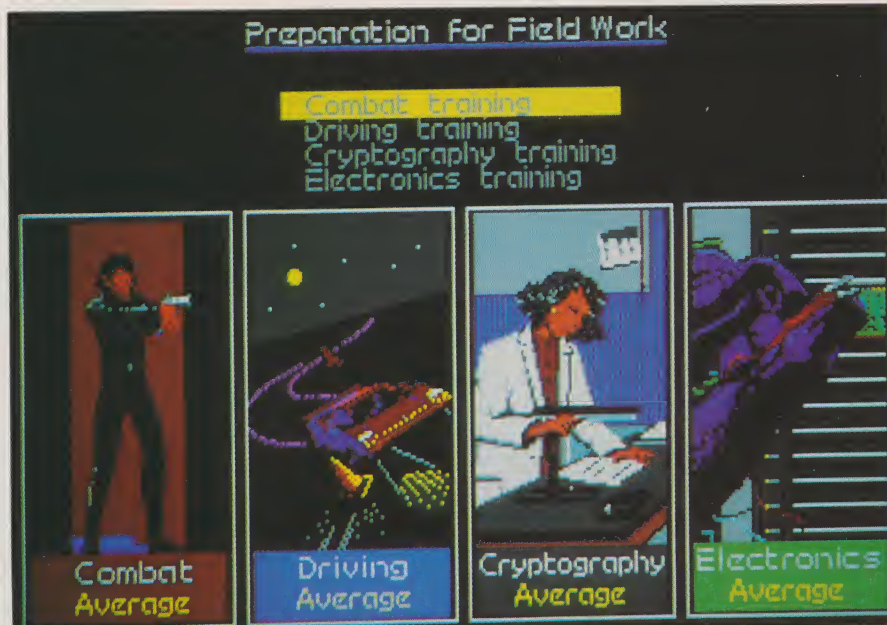 Preparation for Field Work
Combat training
Driving training
Cryptography training
Electronics training
Combat
Average
Driving
Average
Cryptography
Average
Electronics
Average